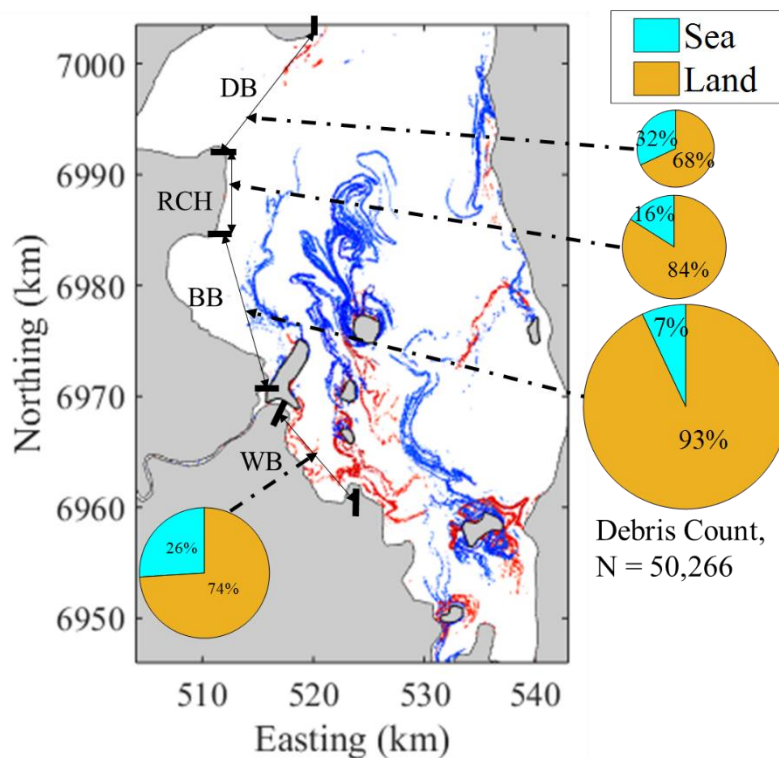 Sea
Land
7000
6990
6980
6970
6960
6950
Northing (km)
510
520
530
540
Easting (km)
DB
RCH
BB
WB
32%
68%
16%
84%
7%
93%
26%
74%
Debris Count,
N = 50,266